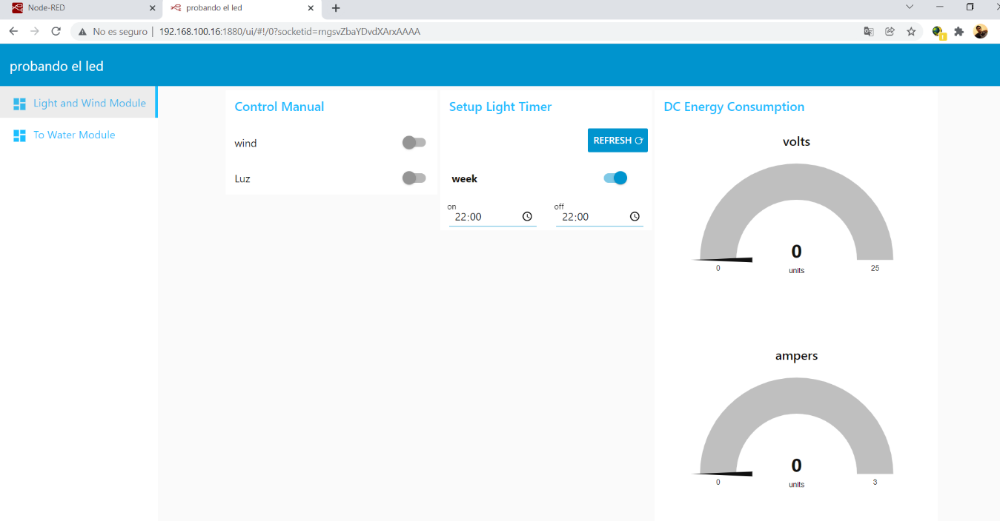 Node-RED
probando el led
No es seguro | 192.168.100.16:1880/ui/#!/0?socketid=rngsvZbaYDvdXArxAAAA
probando el led
Light and Wind Module
To Water Module
Control Manual
wind
Luz
Setup Light Timer
REFRESH
week
on
22:00
off
22:00
DC Energy Consumption
volts
0
units
0
25
ampers
0
units
0
3